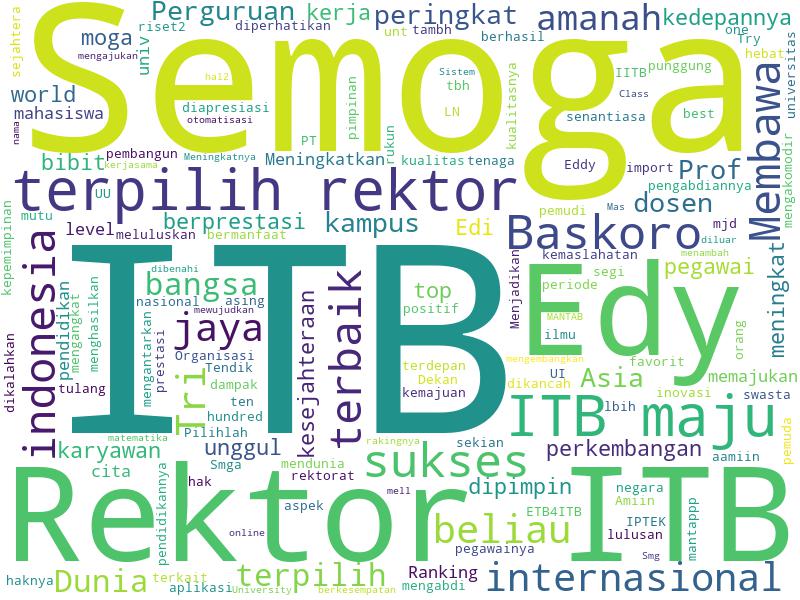 Semoga
Perguruan
kerja
peringkat
amanah
kedepannya
sejahtera
riset2
diperhatikan
unt
tambh
berhasil
one
Try
moga
mengajukan
univ
hal2
Sistem
IITB
punggung
hebat
universitas
world
mahasiswa
diapresiasi
otomatisasi
tbh
LN
Class
best
senantiasa
nama
PT
pimpinan
rukun
kualitasnya
bibit
pembangun
kerjasama
Meningkatnya
Meningkatkan
kualitas
tenaga
Eddy
import
Prof
Membawa
mengakomodir
terpilih rektor
UU
pengabdiannya
dosen
kepemimpinan
mutu
level
meluluskan
berprestasi
bermanfaat
kampus
Edi
pemudi
Mas
mjd
diluar
Baskoro
indonesia
pendidikan
mengangkat
menghasilkan
ITB
dibenahi
bangsa
nasional
asing
mewujudkan
top
positif
Menjadikan
kemaslahatan
segi
periode
menambah
pegawai
meningkat
Edy
jaya
mengantarkan
prestasi
kesejahteraan
terbaik
MANTAB
ilmu
orang
dikalahkan
Organisasi
Tendik
dampak
terdepan
Dekan
kemajuan
mengembangkan
UI
dikancah
favorit
Asia
memajukan
tulang
Tri
ten
hundred
Pilihlah
inovasi
swasta
ITB maju
lbih
pemuda
matematika
karyawan
unggul
rakingnya
sekian
perkembangan
aamiin
cita
Smga
mendunia
sukses
Rektor ITB
pendidikannya
hak
rektorat
aspek
mell
dipimpin
negara
Amiin
ETB4ITB
IPTEK
lulusan
mantappp
online
beliau
pegawainya
Smg
haknya
Dunia
terkait
aplikasi
University
terpilih
berkesempatan
Ranking
mengabdi
internasional